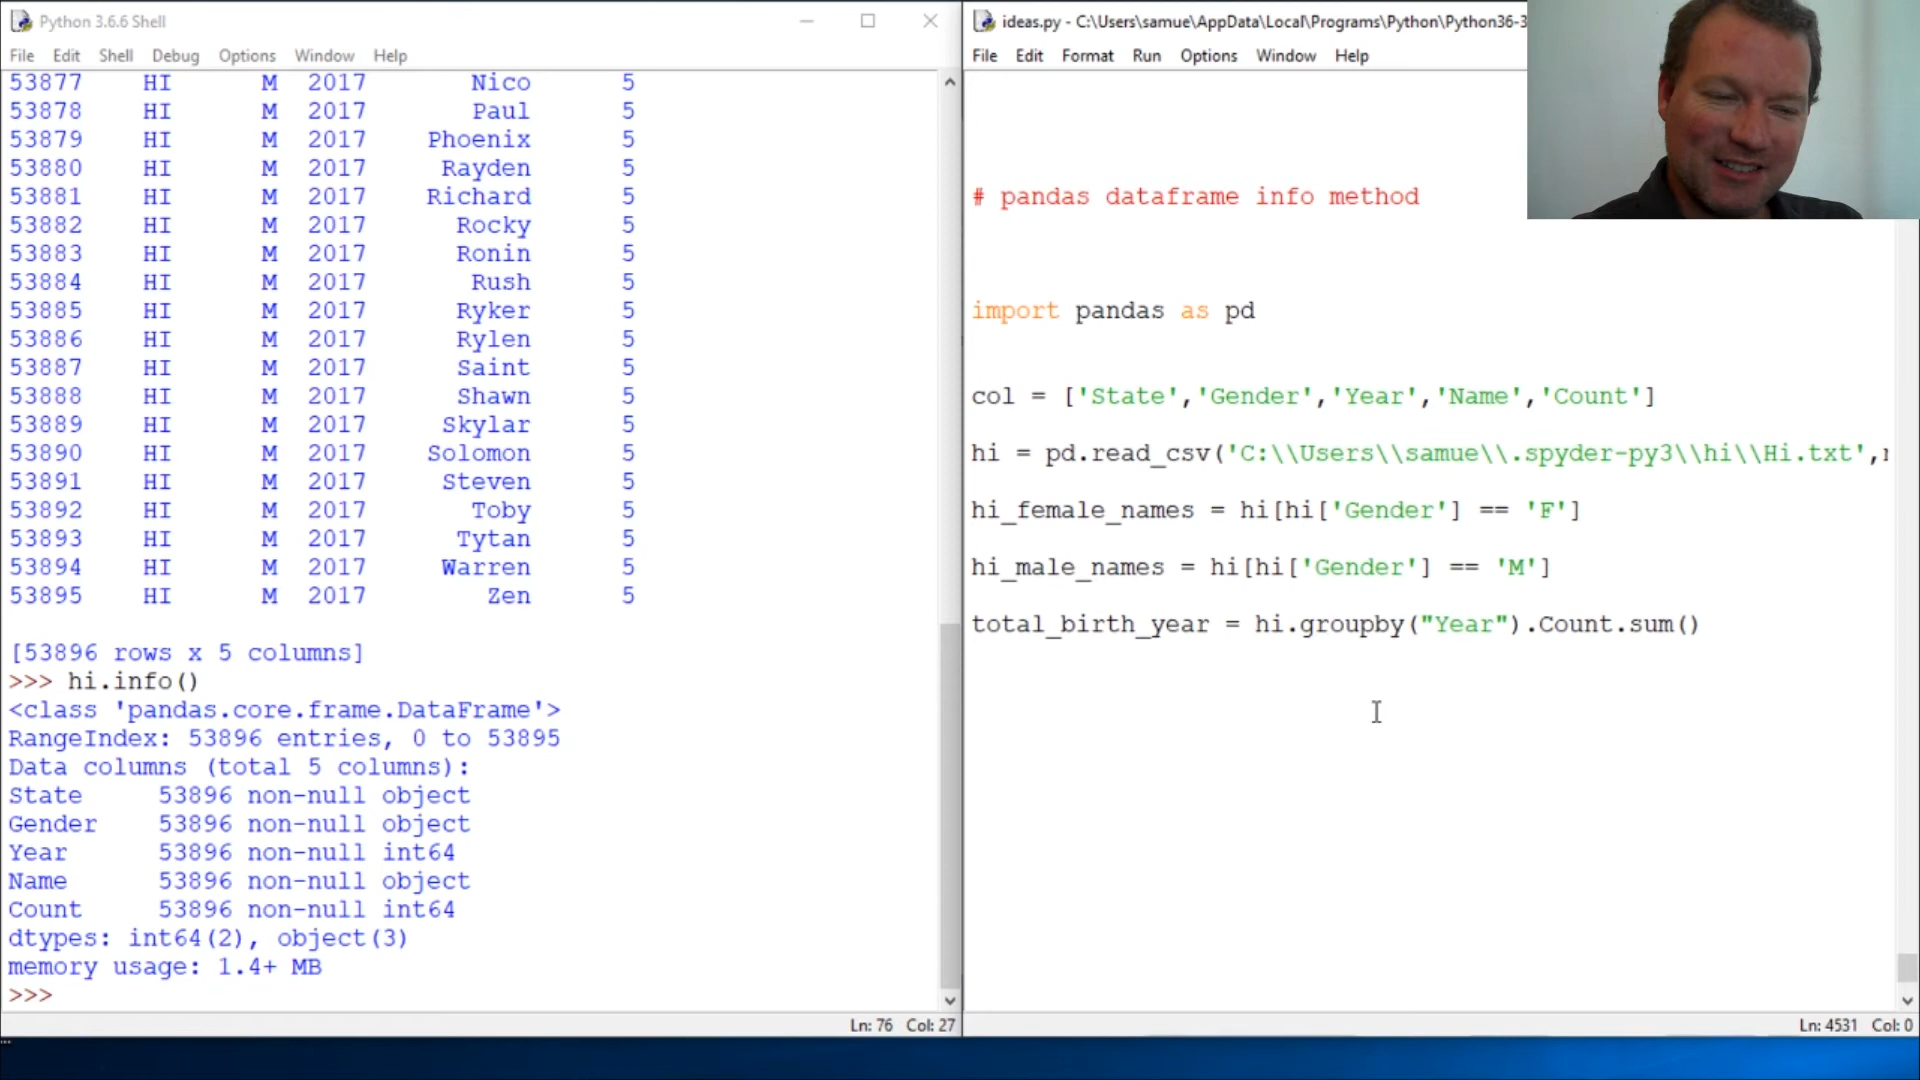 Python 3.6.6 Shell
File Edit Shell Debug Options Window Help
53877 HI M 2017 Nico 5
53878 HI M 2017 Paul 5
53879 HI M 2017 Phoenix 5
53880 HI M 2017 Rayden 5
53881 HI M 2017 Richard 5
53882 HI M 2017 Rocky 5
53883 HI M 2017 Ronin 5
53884 HI M 2017 Rush 5
53885 HI M 2017 Ryker 5
53886 HI M 2017 Rylen 5
53887 HI M 2017 Saint 5
53888 HI M 2017 Shawn 5
53889 HI M 2017 Skylar 5
53890 HI M 2017 Solomon 5
53891 HI M 2017 Steven 5
53892 HI M 2017 Toby 5
53893 HI M 2017 Tytan 5
53894 HI M 2017 Warren 5
53895 HI M 2017 Zen 5
[53896 rows x 5 columns]
>>> hi.info()
<class 'pandas.core.frame.DataFrame'>
RangeIndex: 53896 entries, 0 to 53895
Data columns (total 5 columns):
State 53896 non-null object
Gender 53896 non-null object
Year 53896 non-null int64
Name 53896 non-null object
Count 53896 non-null int64
dtypes: int64(2), object(3)
memory usage: 1.4+ MB
>>>
Ln: 76 Col: 27
ideas.py - C:\Users\samue\AppData\Local\Programs\Python\Python36-3
File Edit Format Run Options Window Help
# pandas dataframe info method
import pandas as pd
col = ['State','Gender','Year','Name','Count']
hi = pd.read_csv('C:\\Users\\samue\\.spyder-py3\\hi\\Hi.txt',
hi_female_names = hi[hi['Gender'] == 'F']
hi_male_names = hi[hi['Gender'] == 'M']
total_birth_year = hi.groupby("Year").Count.sum()
Ln: 4531 Col: 0